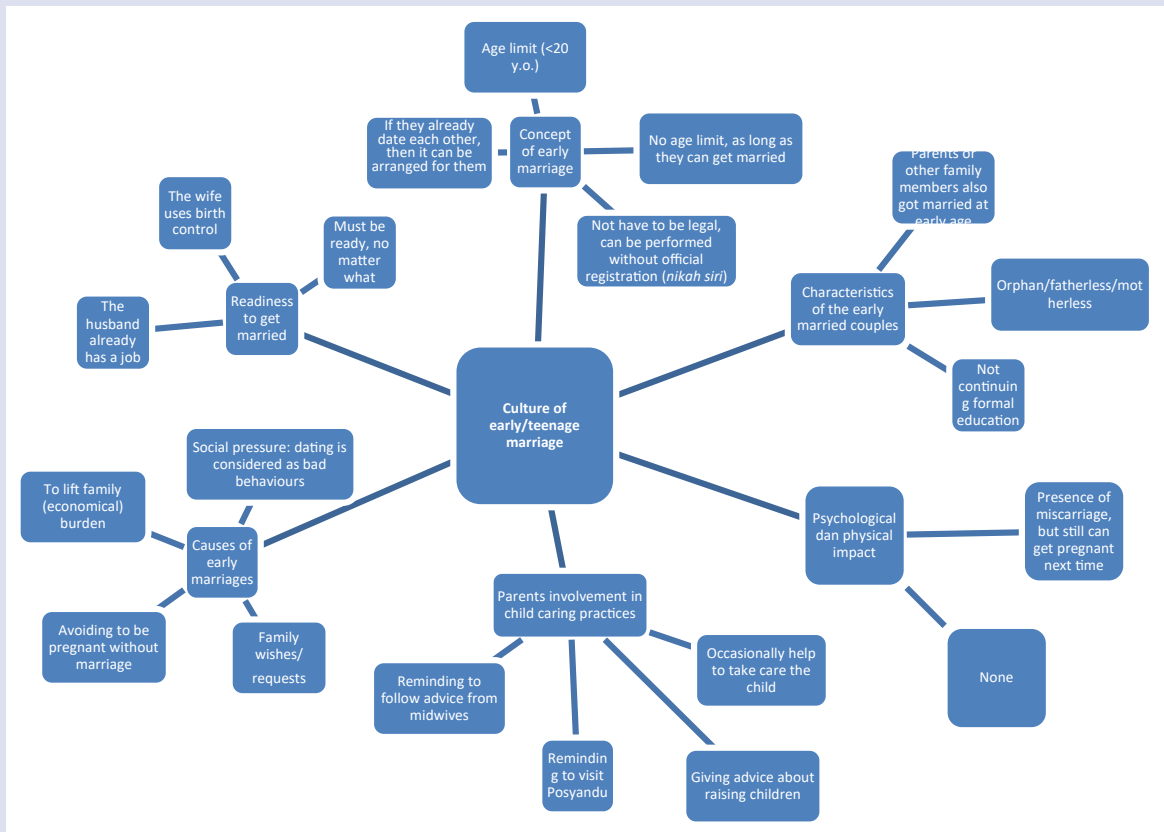 Age limit (<20
y.o.)
If they already
date each other,
then it can be
arranged for them
Concept
of early
marriage
No age limit, as long as
they can get married
Not have to be legal,
can be performed
without official
registration (nikah siri)
Parents or
other family
members also
got married at
early age
Characteristics
of the early
married couples
Orphan/fatherless/mot
herless
Not
continuin
g formal
education
The wife
uses birth
control
Must be
ready, no
matter
what
Readiness
to get
married
The
husband
already
has a job
Culture of
early/teenage
marriage
Social pressure: dating is
considered as bad
behaviours
To lift family
(economical)
burden
Causes of
early
marriages
Avoiding to be
pregnant without
marriage
Family
wishes/
requests
Psychological
dan physical
impact
Presence of
miscarriage,
but still can
get pregnant
next time
None
Parents involvement in
child caring practices
Reminding to
follow advice from
midwives
Remindin
g to visit
Posyandu
Giving advice about
raising children
Occasionally help
to take care the
child